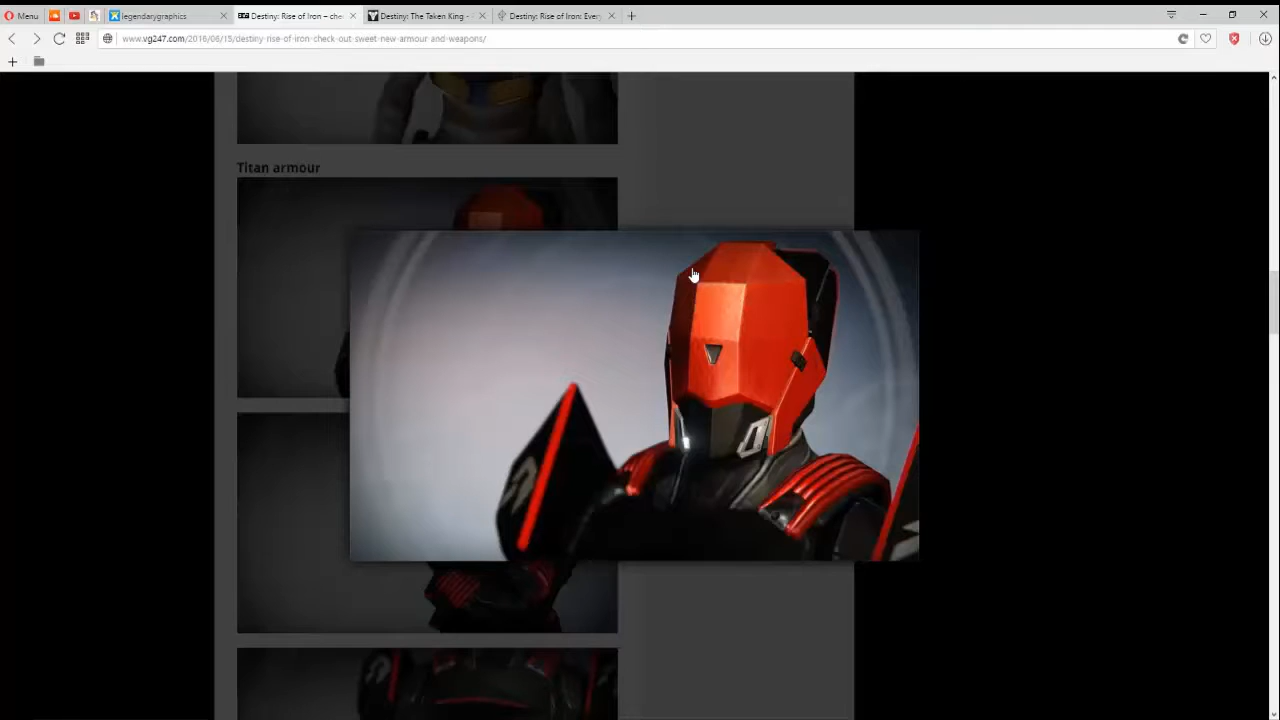 Menu
legendarygraphics
Destiny: Rise of Iron – che
Destiny: The Taken King -
Destiny: Rise of Iron: Ever
www.vg247.com/2016/06/15/destiny-rise-of-iron-check-out-sweet-new-armour-and-weapons/
Titan armour